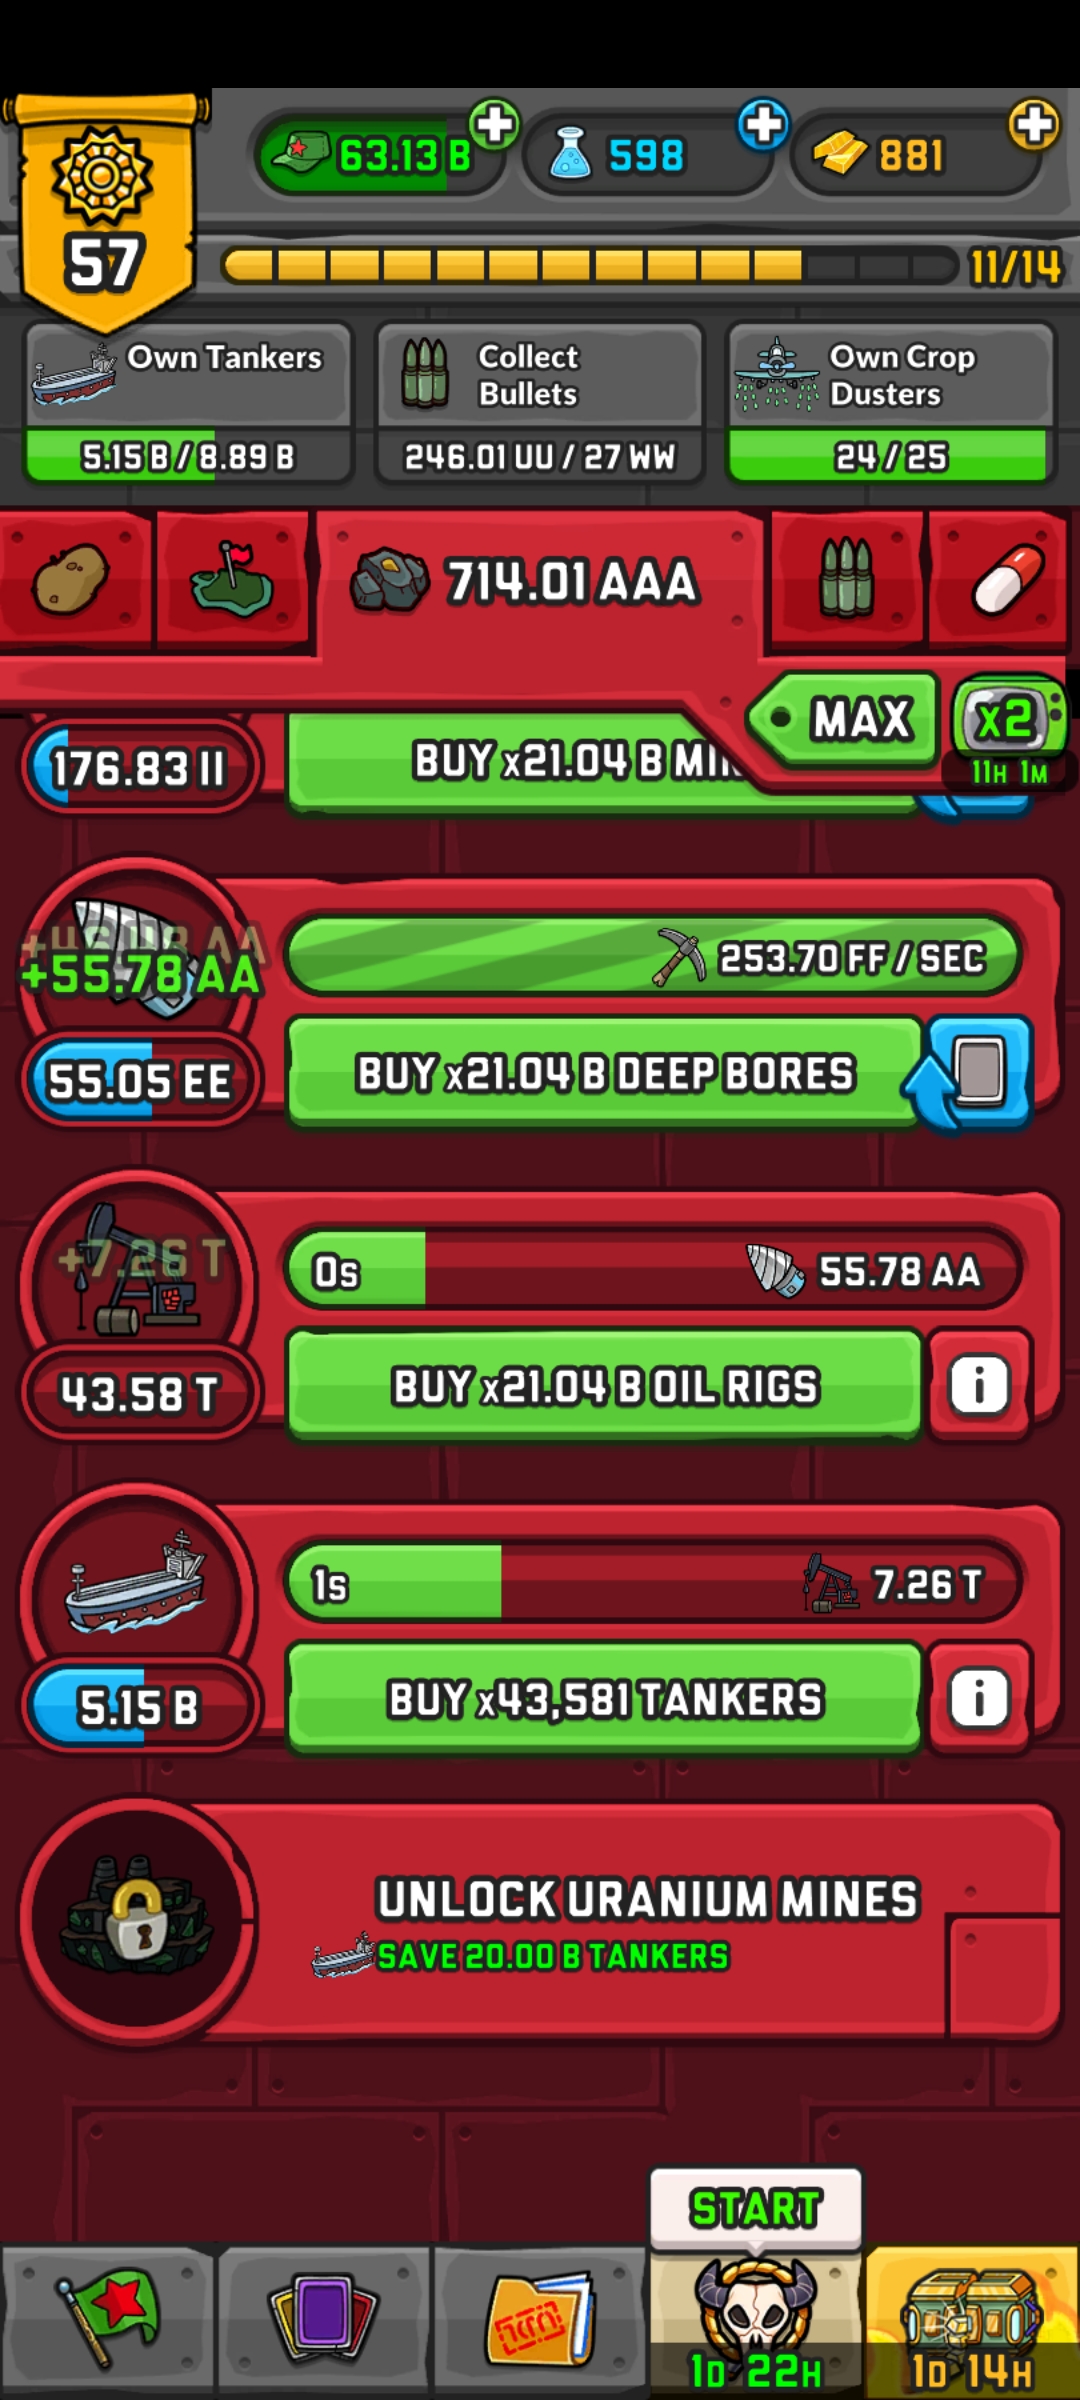 63.13 B
598
881
57
11/14
Own Tankers
5.15 B / 8.89 B
Collect
Bullets
246.01 UU / 27 WW
Own Crop
Dusters
24 / 25
714.01 AAA
MAX
x2
11H 1M
176.83 II
BUY x21.04 B
+55.78 AA
253.70 FF / SEC
55.05 EE
BUY x21.04 B DEEP BORES
+7.26 T
0s
55.78 AA
43.58 T
BUY x21.04 B OIL RIGS
i
1s
7.26 T
5.15 B
BUY x43,581 TANKERS
i
UNLOCK URANIUM MINES
SAVE 20.00 B TANKERS
START
1D 22H
1D 14H